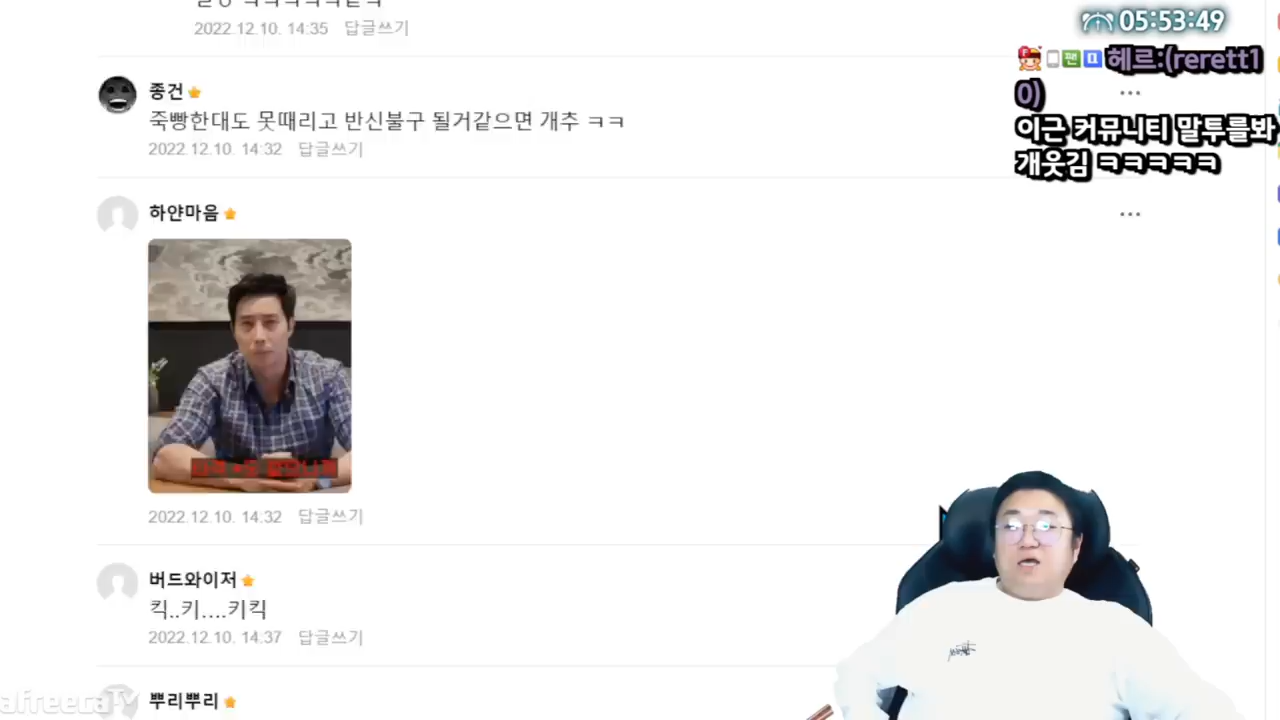 2022.12.10. 14:35 답글쓰기
05:53:49
헤르:(rerett1
0)
이근 커뮤니티 말투를봐
개웃김 ㅋㅋㅋㅋㅋ
종건
죽빵한대도 못때리고 반신불구 될거같으면 개추 ㅋㅋ
2022.12.10. 14:32 답글쓰기
하얀마음
2022.12.10. 14:32 답글쓰기
버드와이저
킥..키....키킥
2022.12.10. 14:37 답글쓰기
뿌리뿌리
afreecaTV